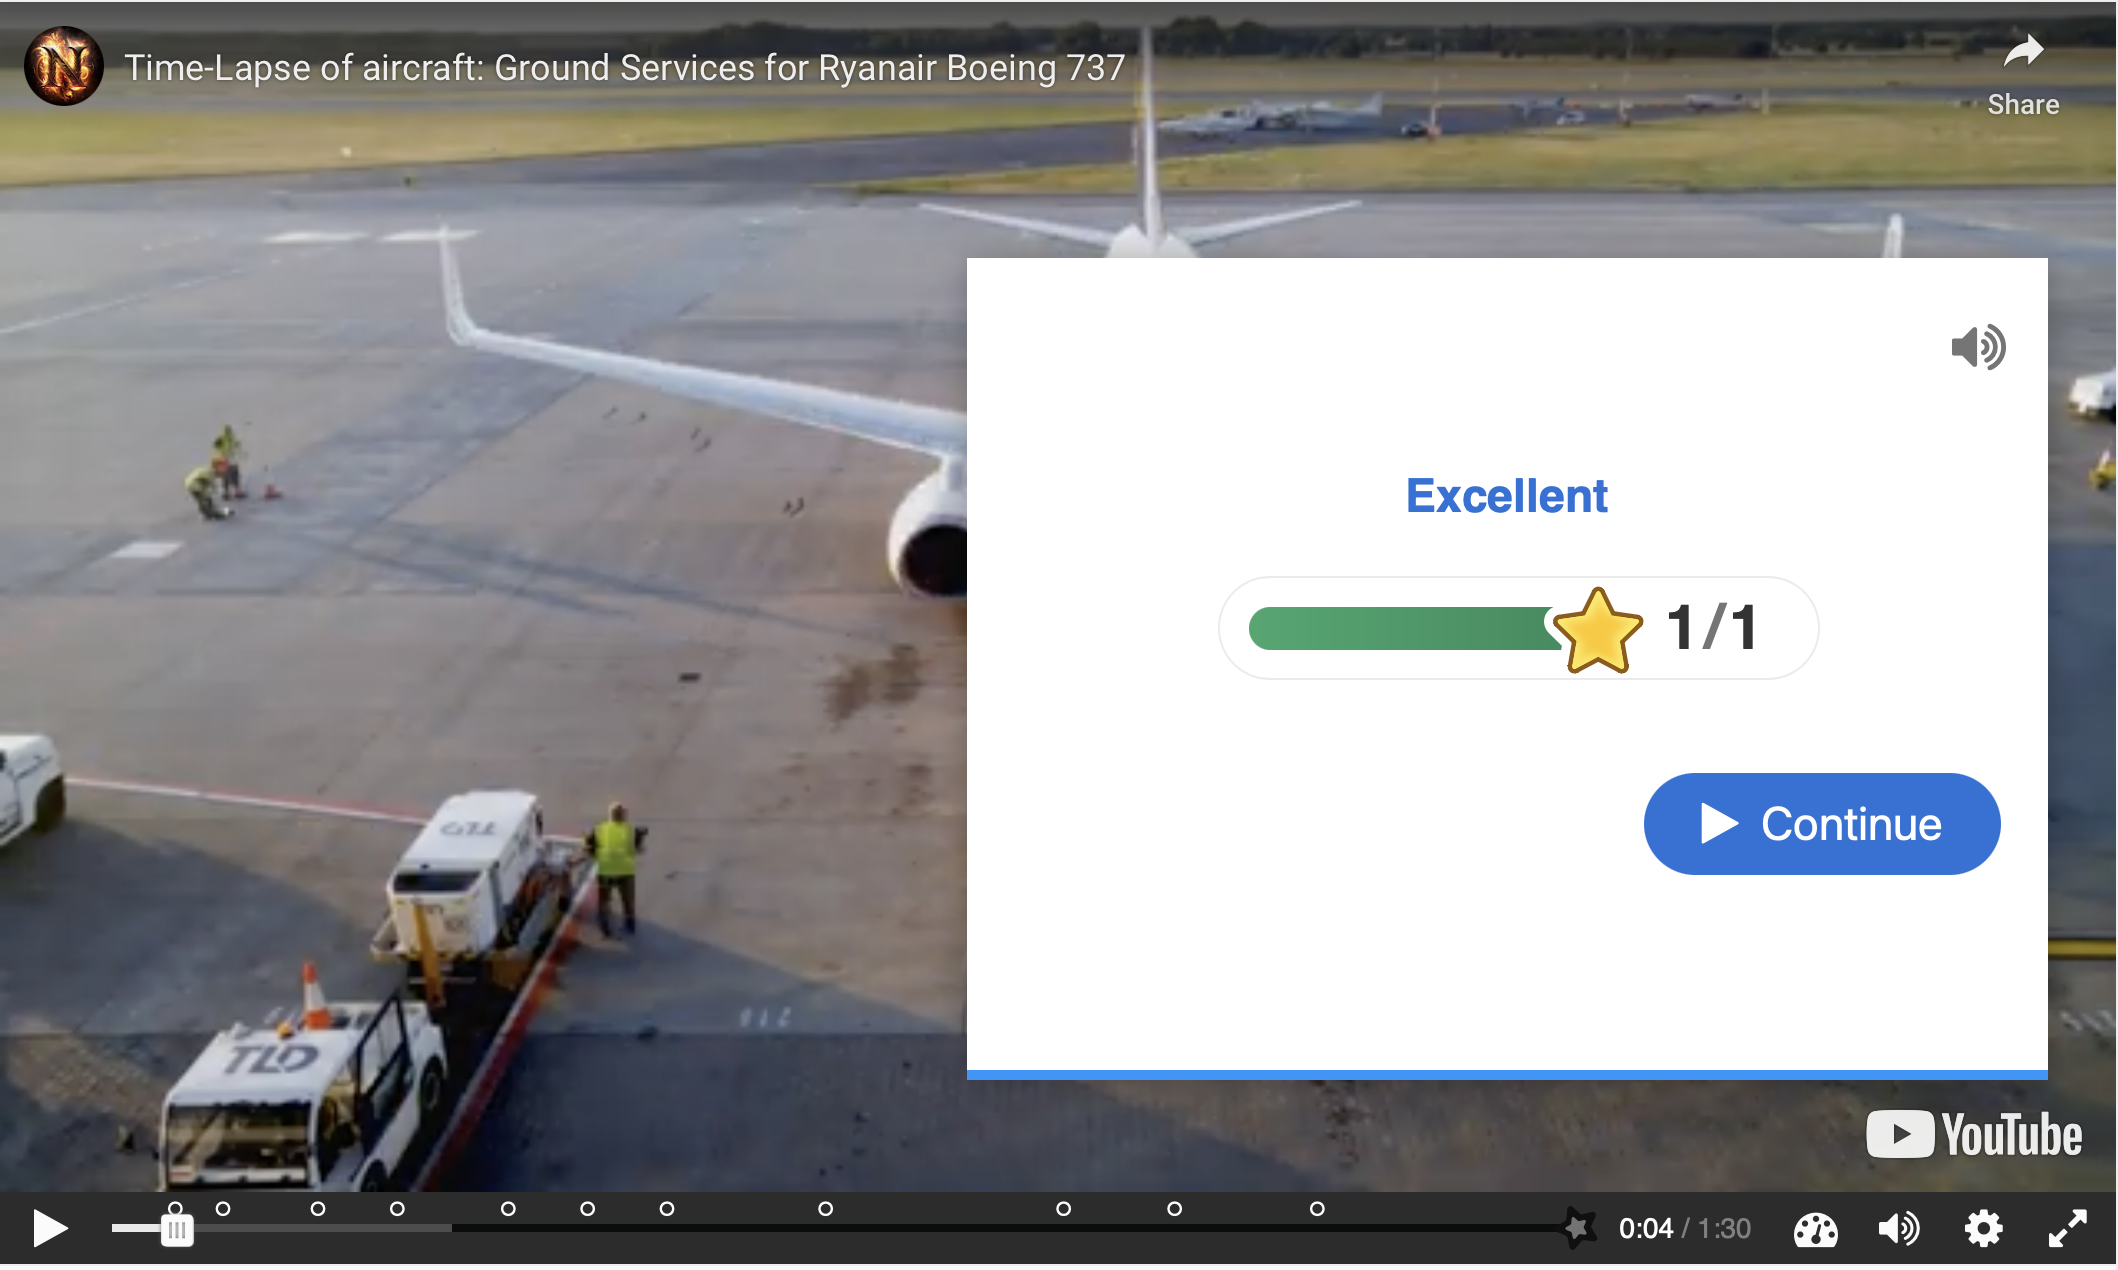 N
Time-Lapse of aircraft: Ground Services for Ryanair Boeing 737
Share
Excellent
1/1
Continue
TLD
TLD
YouTube
0:04 / 1:30